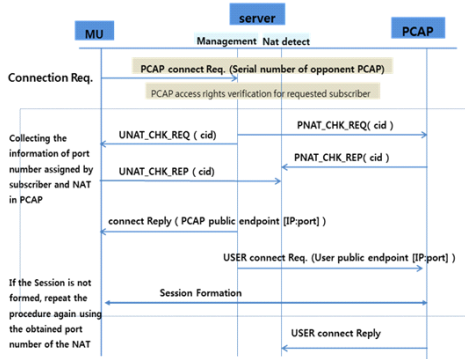 server
MU
PCAP
Management
Nat detect
Connection Req.
PCAP connect Req. (Serial number of opponent PCAP)
PCAP access rights verification for requested subscriber
Collecting the
information of port
number assigned by
subscriber and NAT
in PCAP
UNAT_CHK_REQ ( cid)
PNAT_CHK_REQ( cid )
PNAT_CHK_REP( cid )
UNAT_CHK_REP ( cid)
connect Reply ( PCAP public endpoint [IP:port] )
USER connect Req. (User public endpoint [IP:port] )
If the Session is not
formed, repeat the
procedure again using
the obtained port
number of the NAT
Session Formation
USER connect Reply